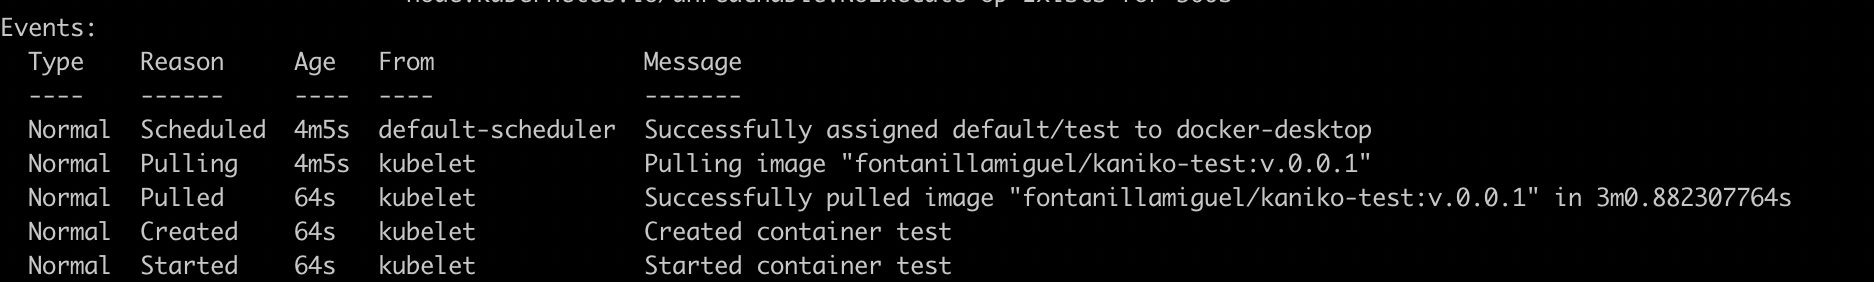 Events:
  Type    Reason     Age   From               Message
  ----    ------     ----  ----               -------
  Normal  Scheduled  4m5s  default-scheduler  Successfully assigned default/test to docker-desktop
  Normal  Pulling    4m5s  kubelet            Pulling image "fontanillamiguel/kaniko-test:v.0.0.1"
  Normal  Pulled     64s   kubelet            Successfully pulled image "fontanillamiguel/kaniko-test:v.0.0.1" in 3m0.882307764s
  Normal  Created    64s   kubelet            Created container test
  Normal  Started    64s   kubelet            Started container test